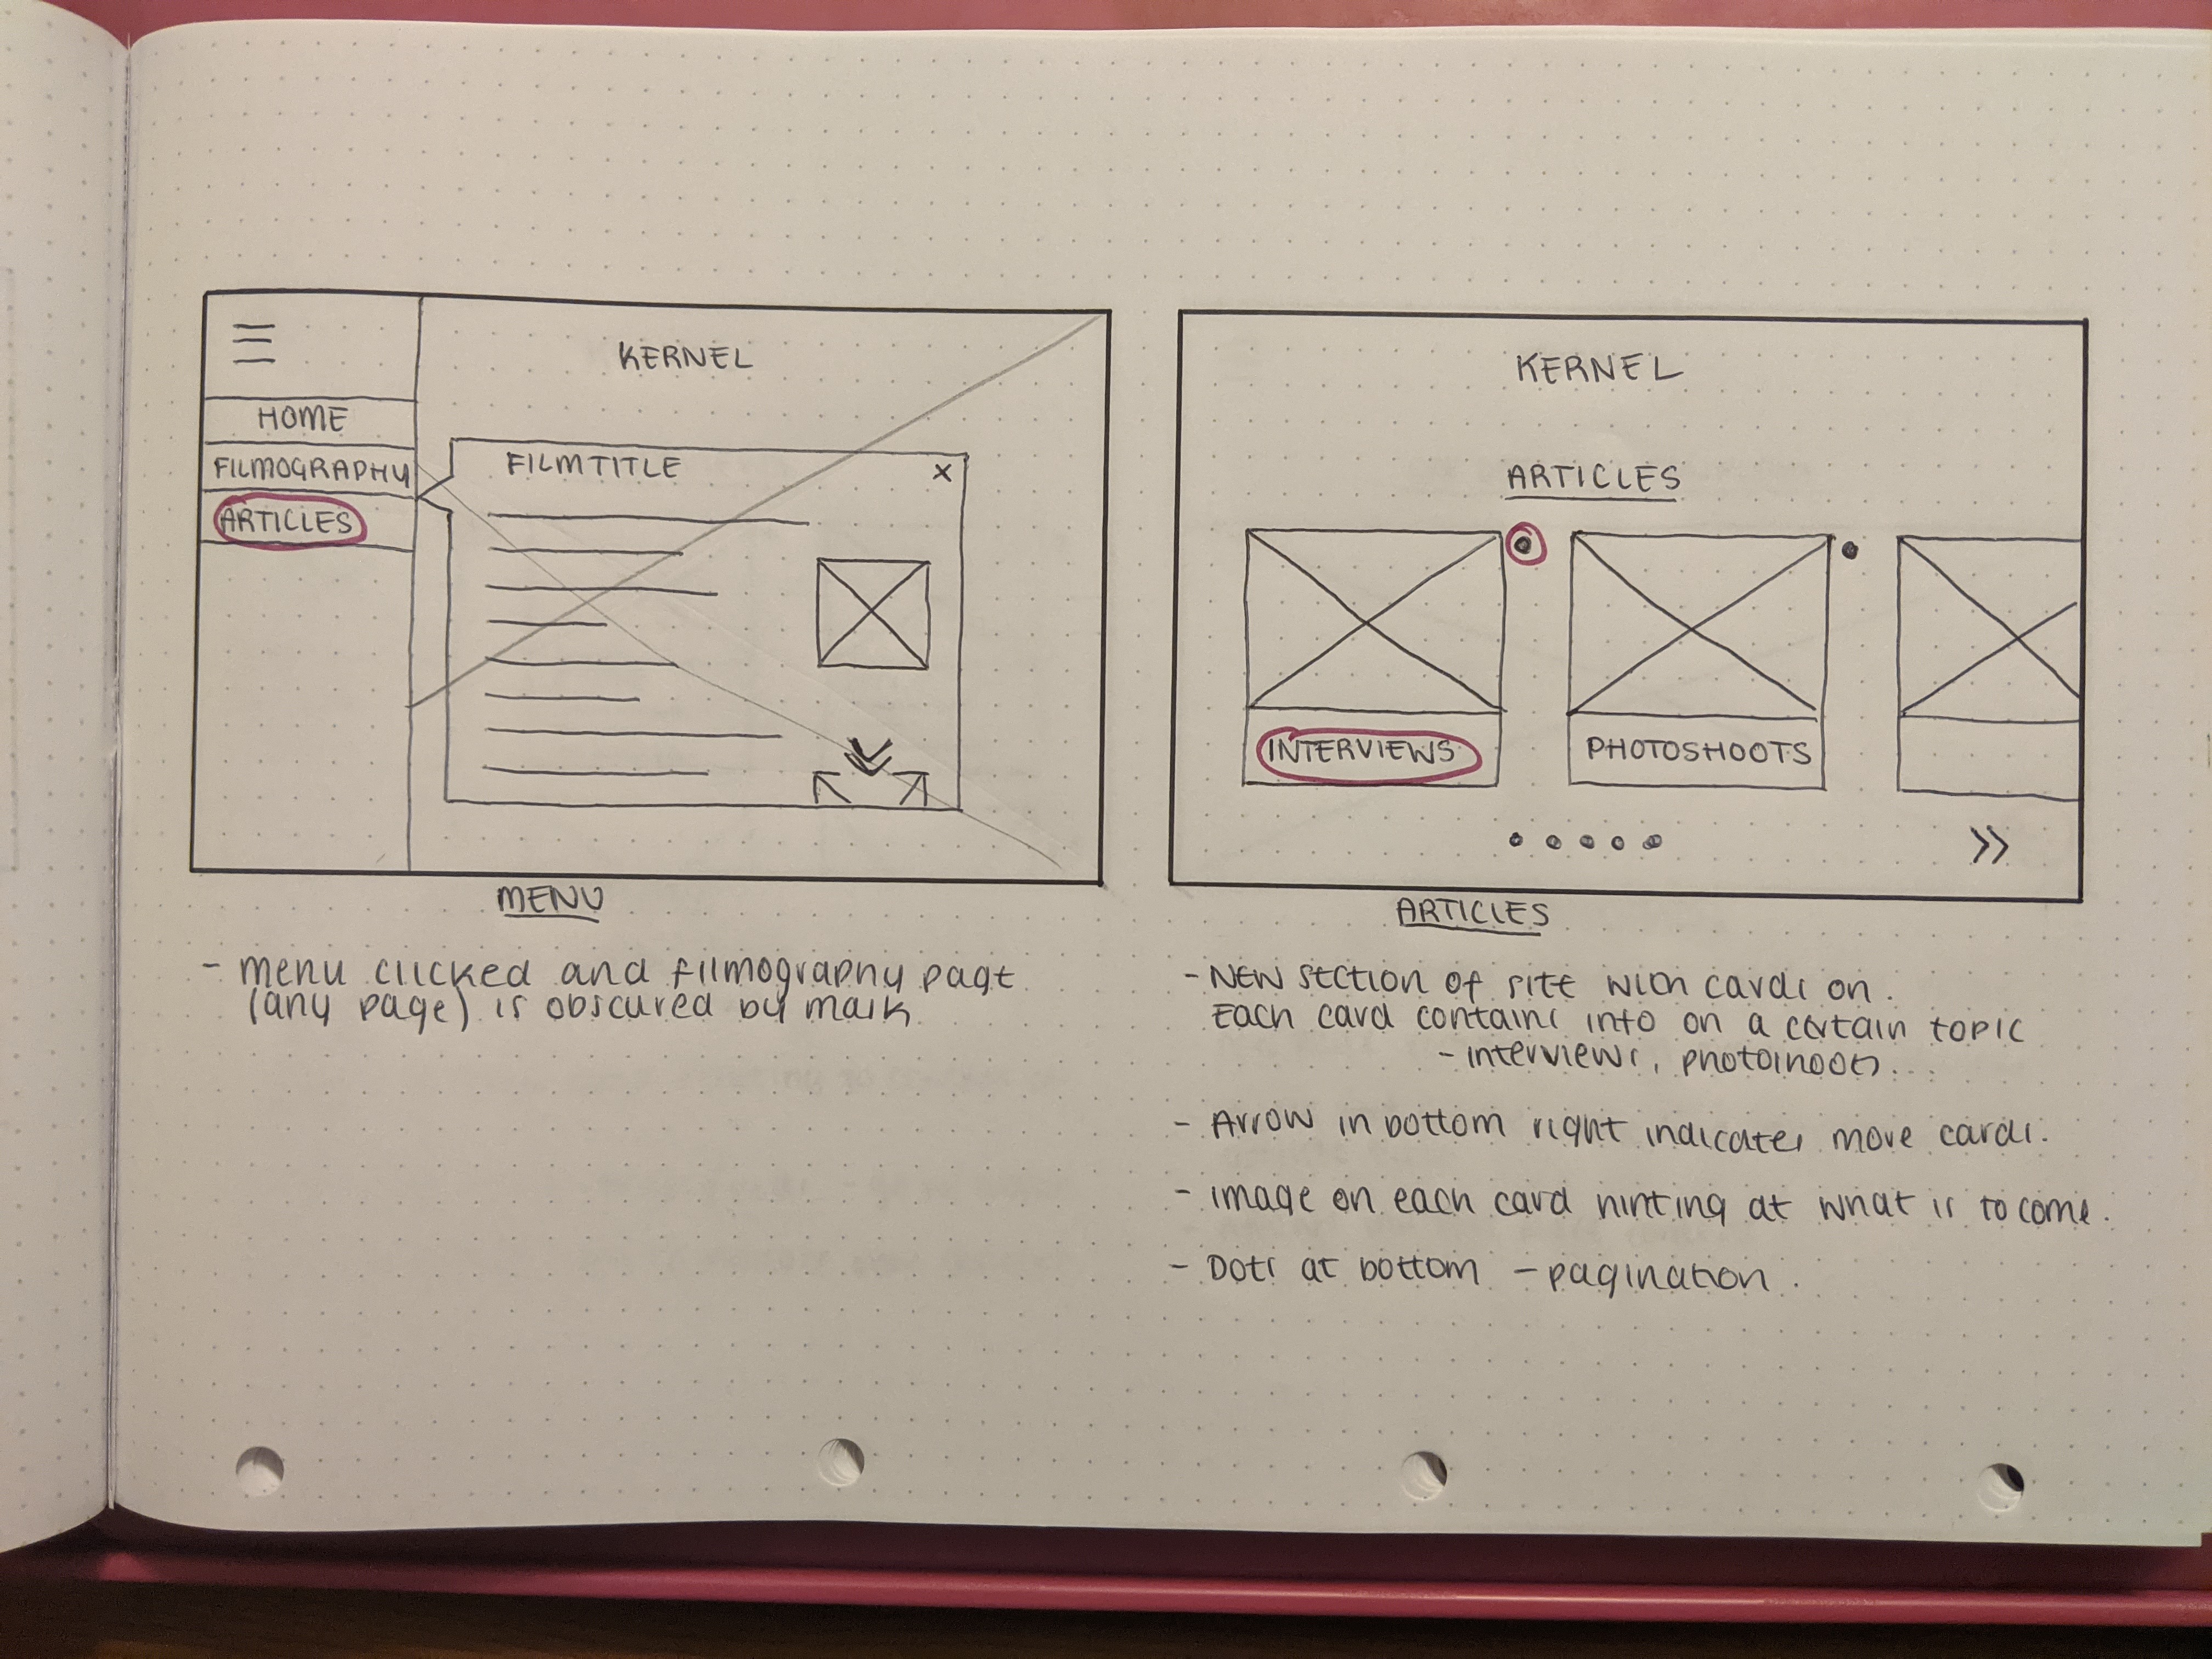 KERNEL
HOME
FILMOGRAPHY
ARTICLES
FILM TITLE
X
MENU
- menu clicked and filmography page
(any page) is obscured by mask
KERNEL
ARTICLES
INTERVIEWS
PHOTOSHOOTS
ARTICLES
- NEW section of site with cards on.
Each card contains info on a certain topic
- interviews, photoshoots...
- Arrow in bottom right indicates more cards.
- image on each card hinting at what is to come.
- Dots at bottom - pagination.